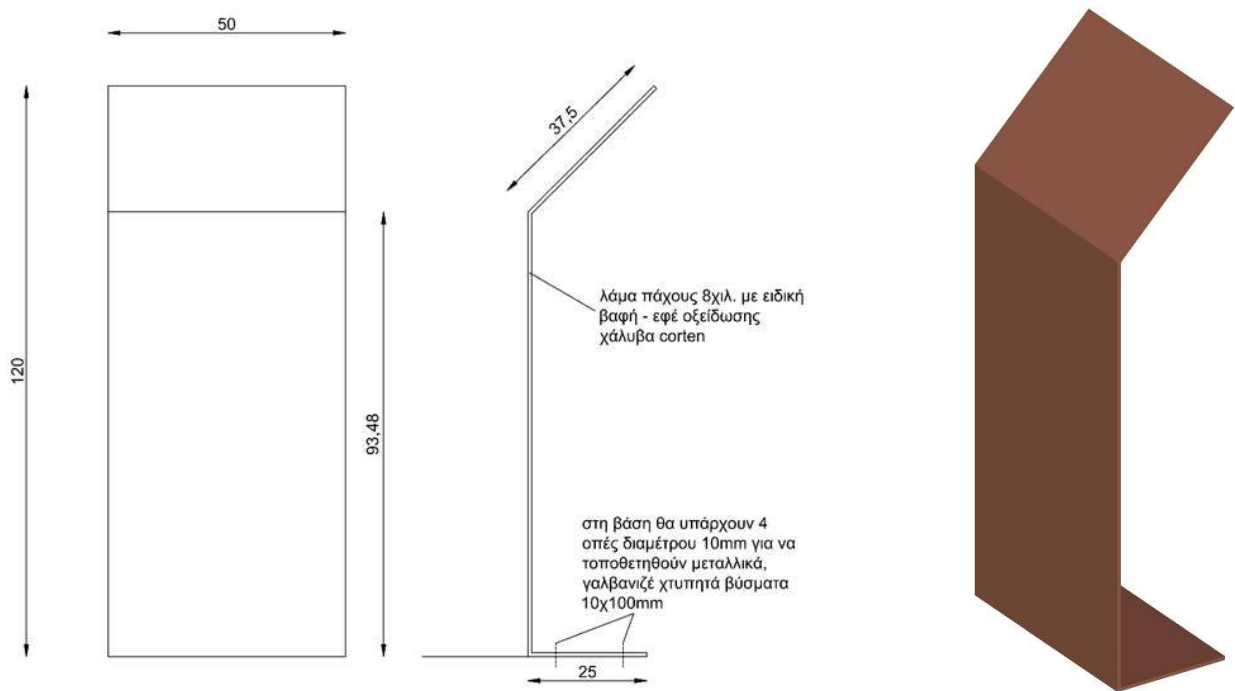 50
37,5
120
93,48
λάμα πάχους 8χιλ. με ειδική
βαφή - εφέ οξείδωσης
χάλυβα corten
στη βάση θα υπάρχουν 4
οπές διαμέτρου 10mm για να
τοποθετηθούν μεταλλικά,
γαλβανιζέ χτυπητά βύσματα
10χ100mm
25